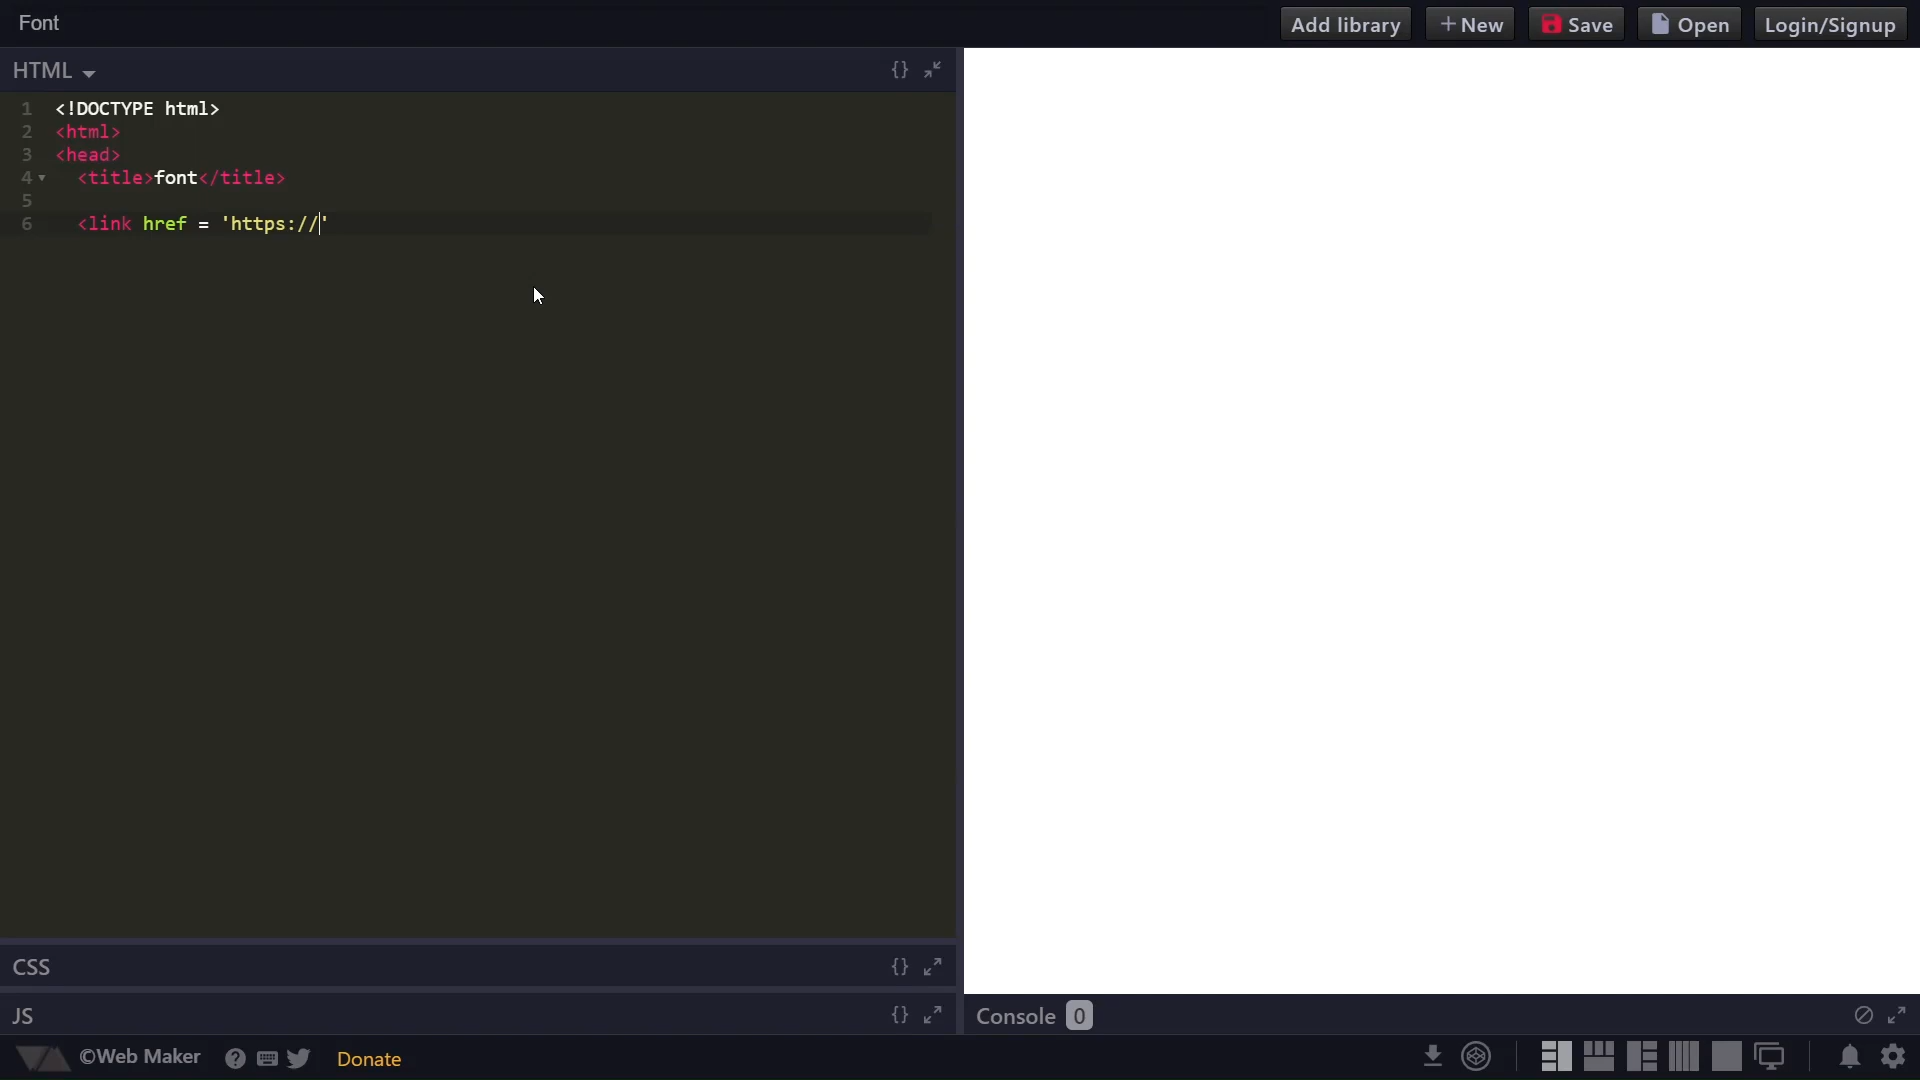 Font
Add library
+ New
Save
Open
Login/Signup
HTML
{}
1 <!DOCTYPE html>
2 <html>
3 <head>
4 <title>font</title>
5
6 <link href = 'https://'
CSS
{}
JS
{}
Console 0
©Web Maker
?
Donate